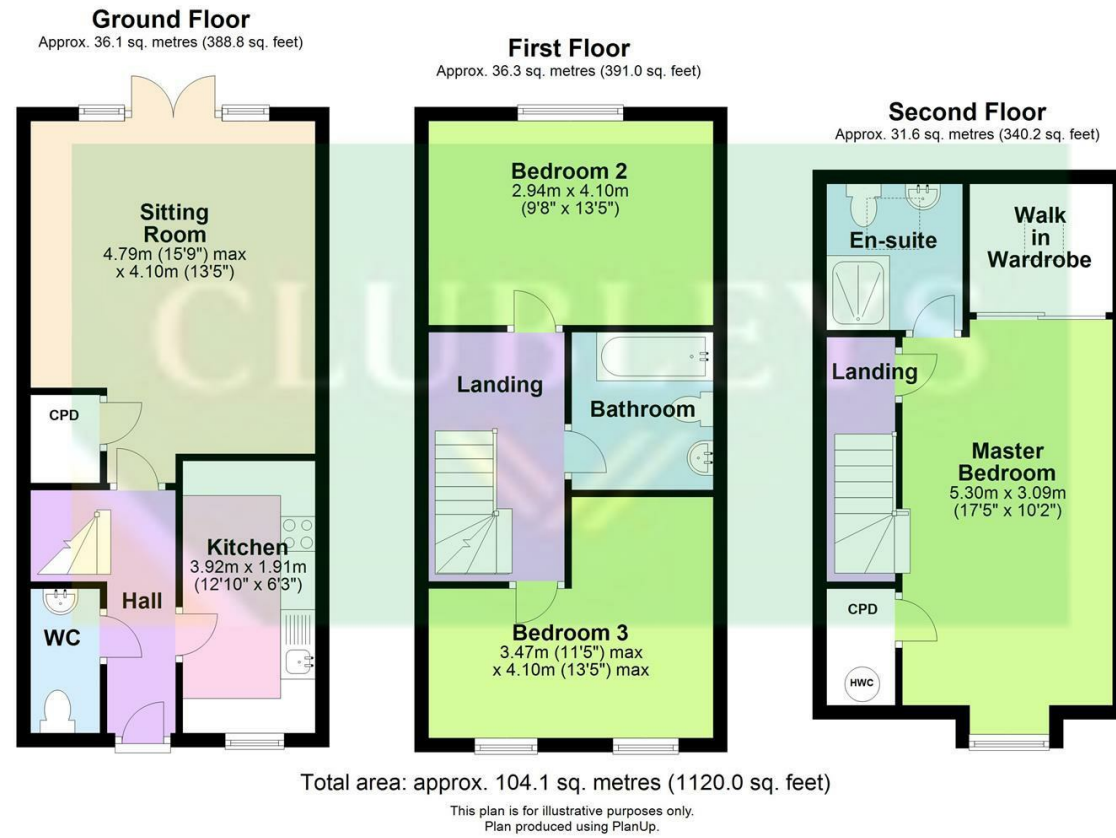 Ground Floor
Approx. 36.1 sq. metres (388.8 sq. feet)
Sitting
Room
4.79m (15'9") max
x 4.10m (13'5")
CPD
Kitchen
3.92m x 1.91m
(12'10" x 6'3")
Hall
WC
First Floor
Approx. 36.3 sq. metres (391.0 sq. feet)
Bedroom 2
2.94m x 4.10m
(9'8" x 13'5")
Landing
Bathroom
Bedroom 3
3.47m (11'5") max
x 4.10m (13'5") max
Second Floor
Approx. 31.6 sq. metres (340.2 sq. feet)
En-suite
Walk
in
Wardrobe
Landing
Master
Bedroom
5.30m x 3.09m
(17'5" x 10'2")
CPD
HWC
CLUBLEYS
Total area: approx. 104.1 sq. metres (1120.0 sq. feet)
This plan is for illustrative purposes only.
Plan produced using PlanUp.